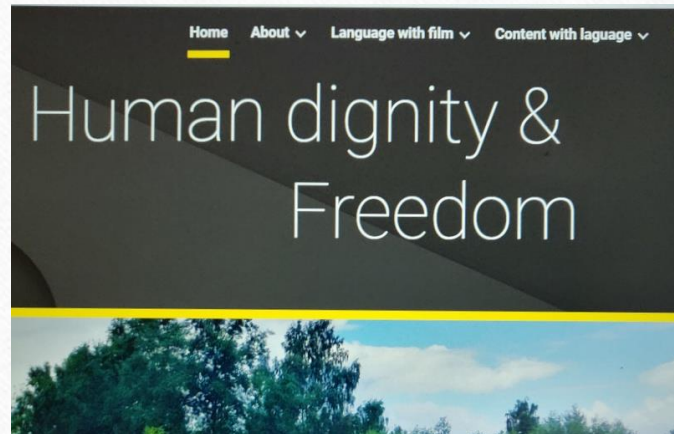 Home About Language with film Content with laguage
Human dignity &
Freedom